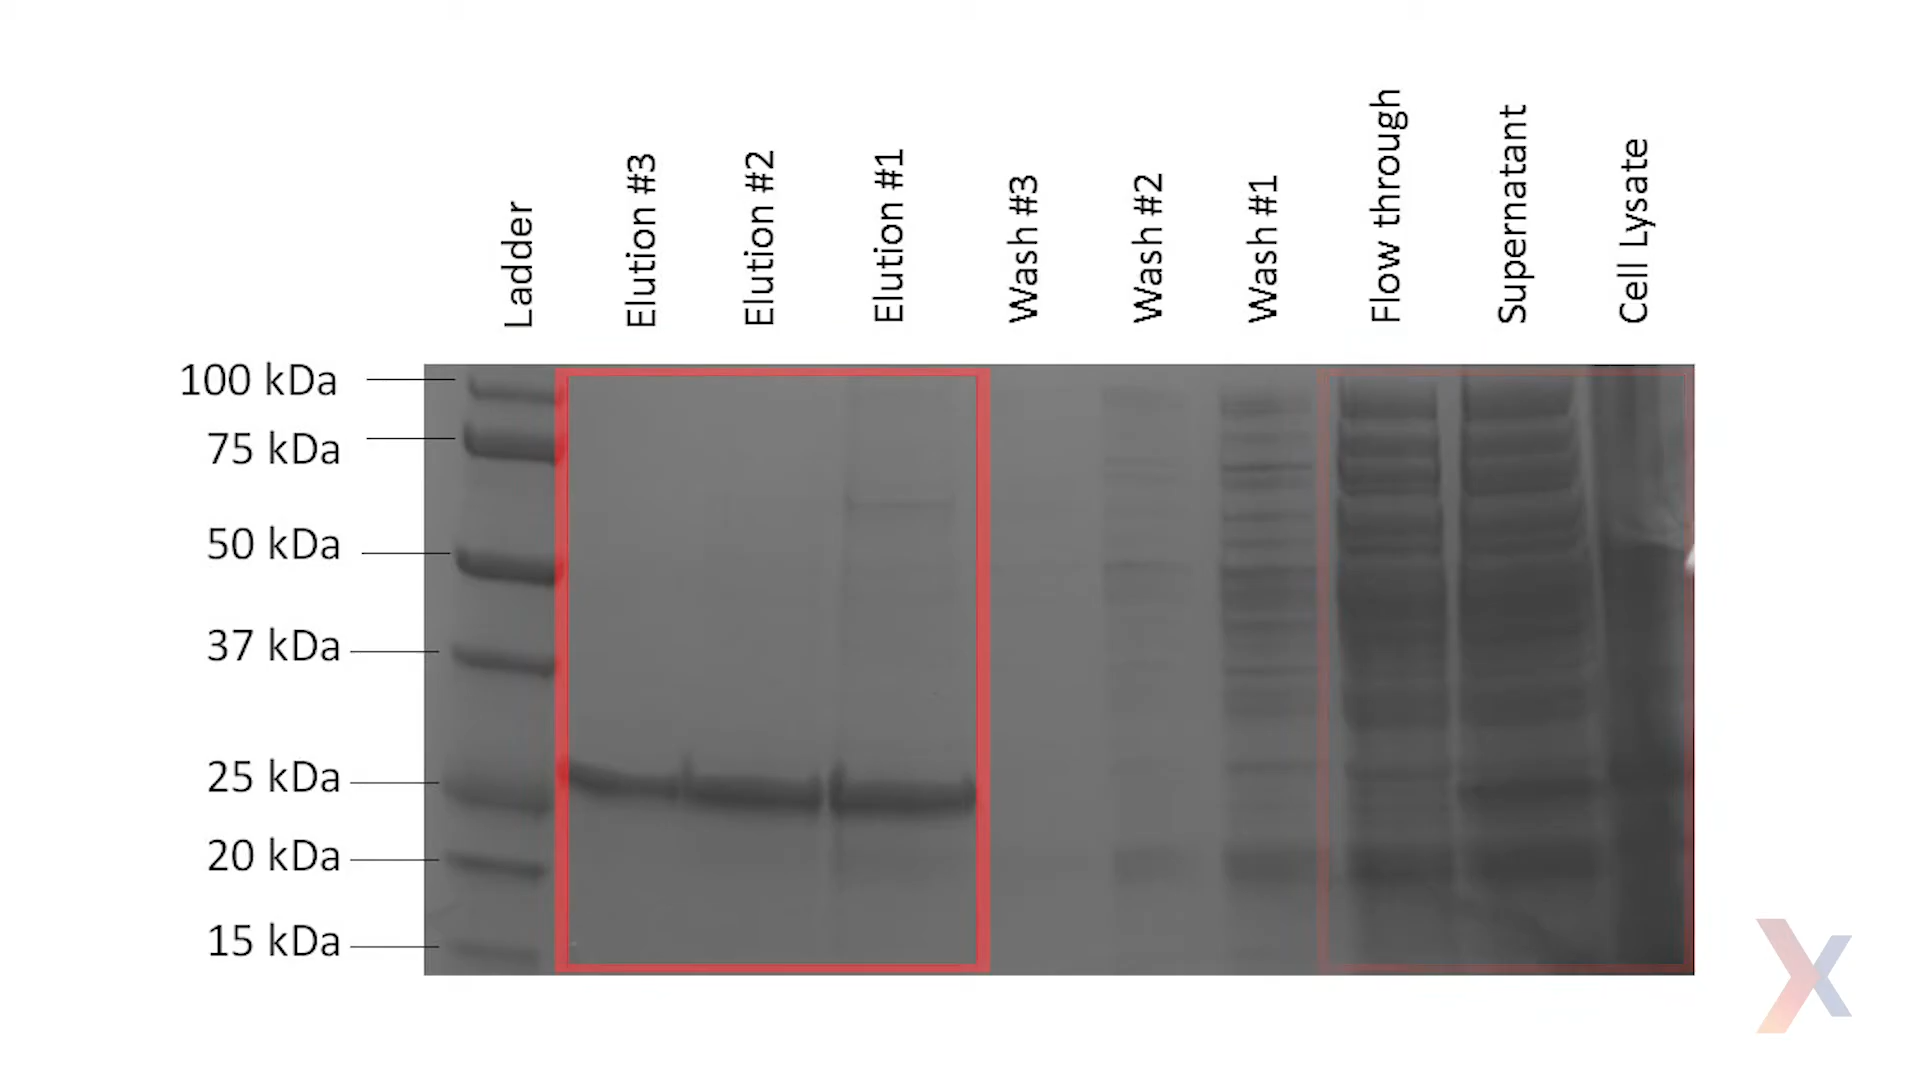 Ladder
Elution #3
Elution #2
Elution #1
Wash #3
Wash #2
Wash #1
Flow through
Supernatant
Cell Lysate
100 kDa
75 kDa
50 kDa
37 kDa
25 kDa
20 kDa
15 kDa